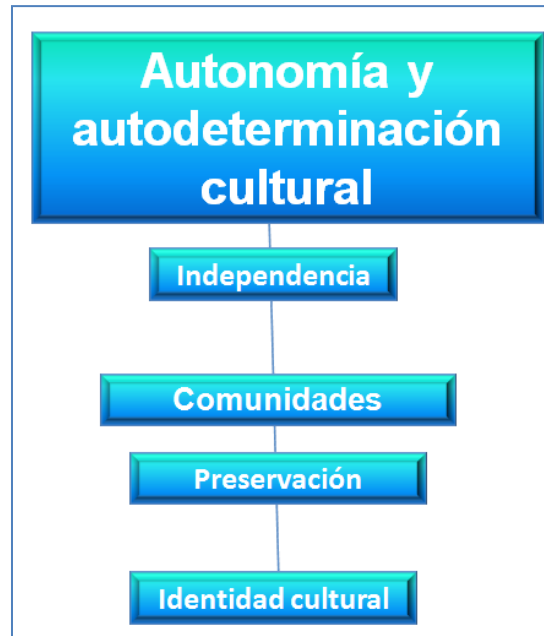 Autonomía y
autodeterminación
cultural
Independencia
Comunidades
Preservación
Identidad cultural